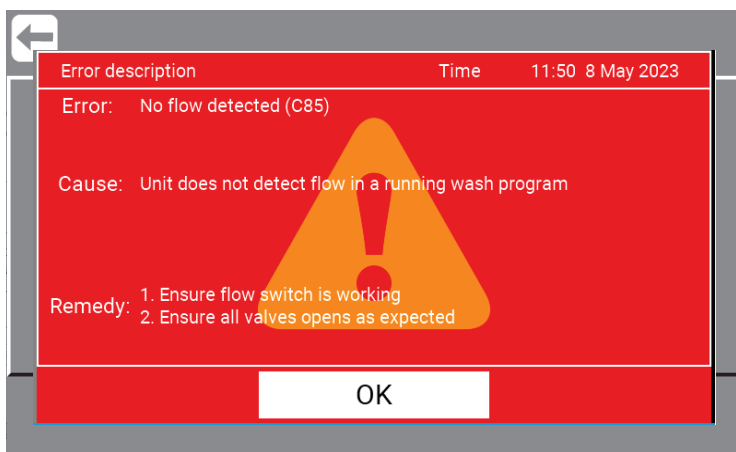 Error description Time 11:50 8 May 2023
Error: No flow detected (C85)
Cause: Unit does not detect flow in a running wash program
Remedy: 1. Ensure flow switch is working
2. Ensure all valves opens as expected
OK